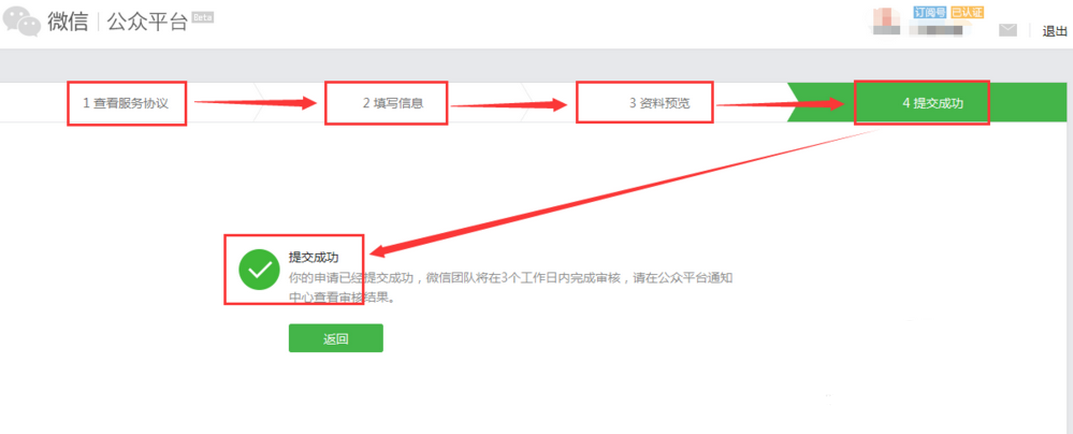 微信 | 公众平台 Beta
订阅号 已认证
退出
1 查看服务协议
2 填写信息
3 资料预览
4 提交成功
提交成功
你的申请已经提交成功，微信团队将在3个工作日内完成审核，请在公众平台通知
中心查看审核结果。
返回